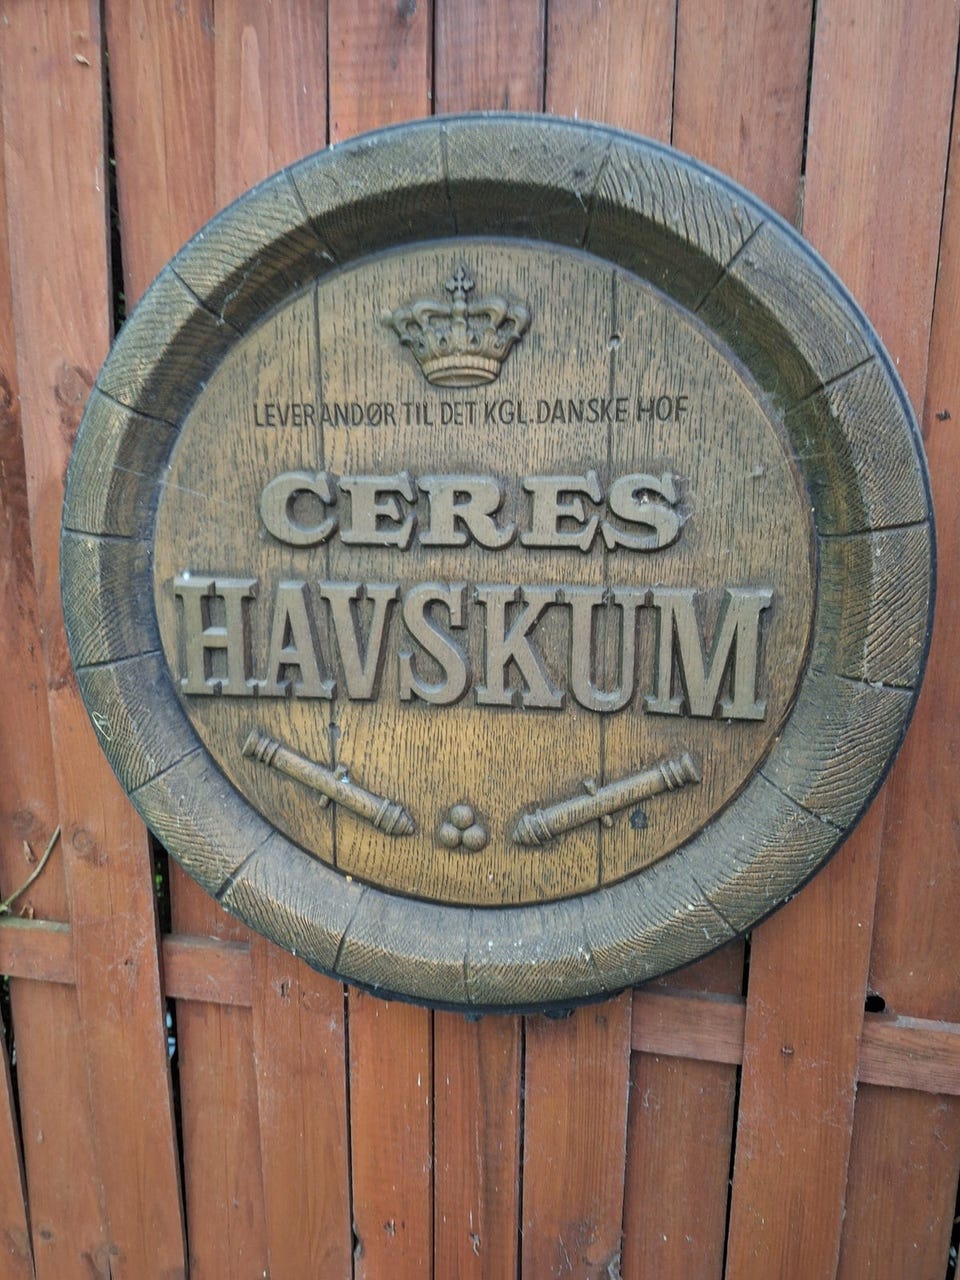 LEVERANDØR TIL DET KGL. DANSKE HOF
CERES
HAVSKUM